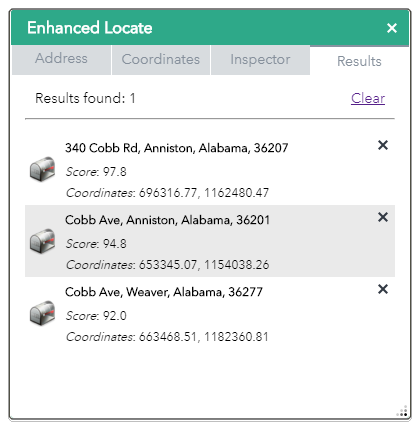 Enhanced Locate ×
Address Coordinates Inspector Results
Results found: 1 Clear
340 Cobb Rd, Anniston, Alabama, 36207 ×
Score: 97.8
Coordinates: 696316.77, 1162480.47
Cobb Ave, Anniston, Alabama, 36201 ×
Score: 94.8
Coordinates: 653345.07, 1154038.26
Cobb Ave, Weaver, Alabama, 36277 ×
Score: 92.0
Coordinates: 663468.51, 1182360.81